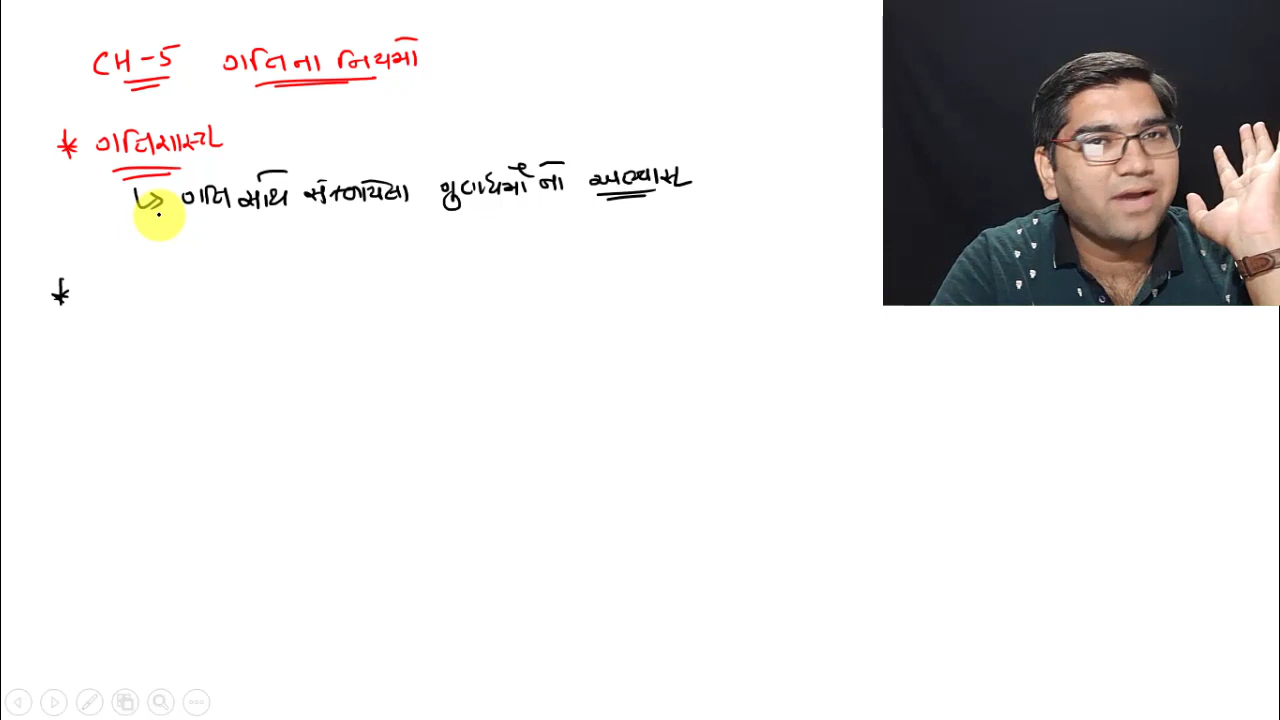 CH-5 ગતિના નિયમો
* ગતિશાસ્ત્ર
↳ ગતિ સાથે સંકળાયેલા ગુણધર્મો નો અભ્યાસ
*